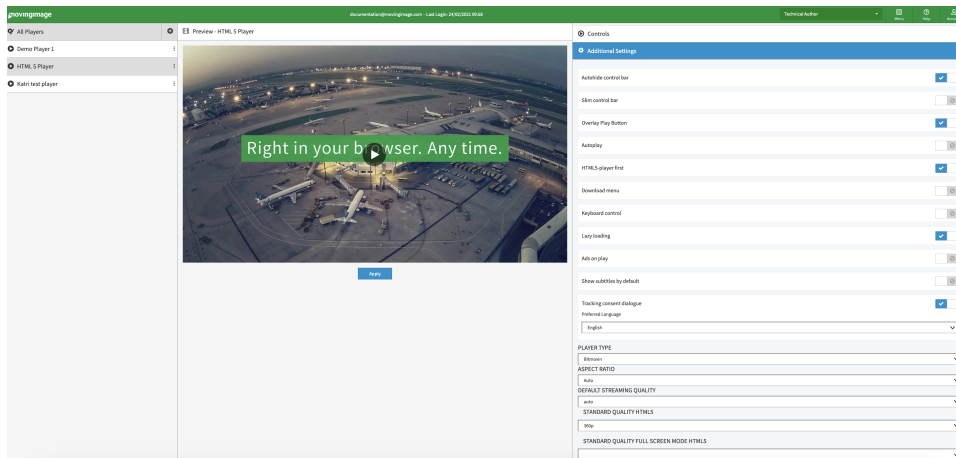 movingimage
documentation@movingimage.com - Last Login: 24/02/2021 09:58
Technical Author
Menu
Help
All Players
Preview - HTML 5 Player
Controls
Demo Player 1
HTML 5 Player
Katri test player
Right in your browser. Any time.
Apply
Additional Settings
Autohide control bar
Slim control bar
Overlay Play Button
Autoplay
HTML5-player first
Download menu
Keyboard control
Lazy loading
Ads on play
Show subtitles by default
Tracking consent dialogue
Preferred Language
English
PLAYER TYPE
Bitmovin
ASPECT RATIO
Auto
DEFAULT STREAMING QUALITY
auto
STANDARD QUALITY HTML5
360p
STANDARD QUALITY FULL SCREEN MODE HTML5